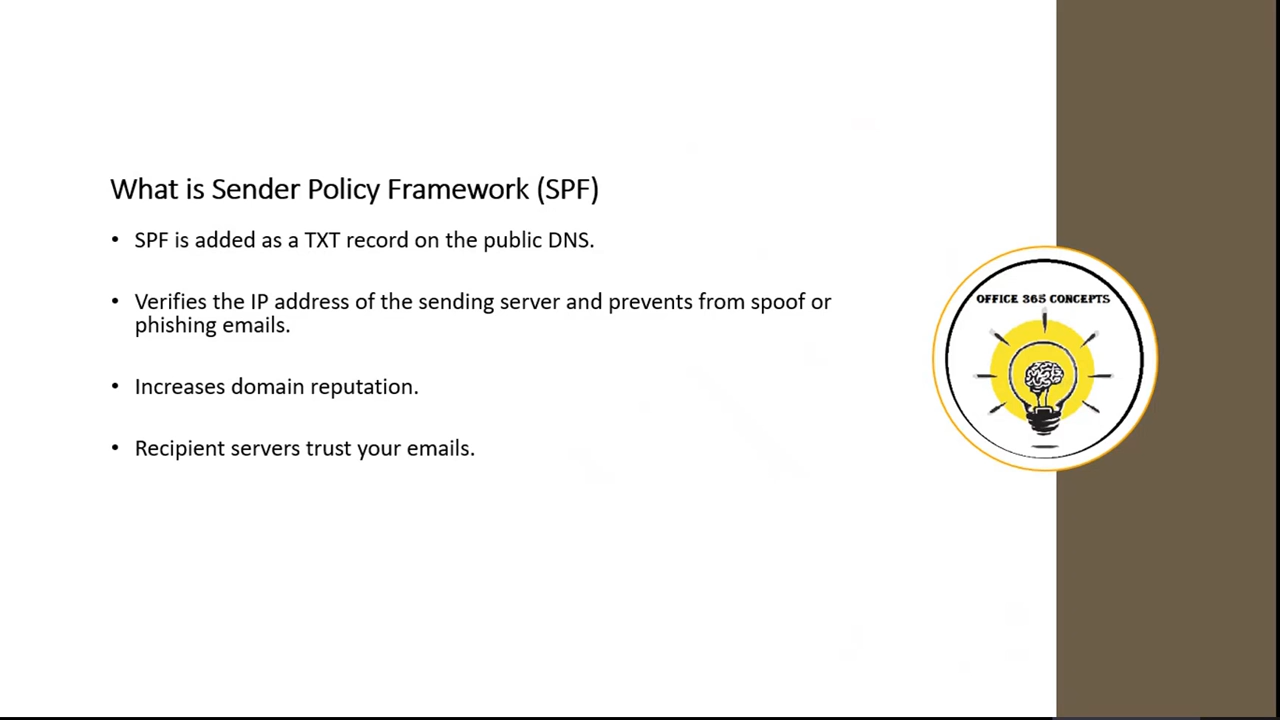 What is Sender Policy Framework (SPF)
• SPF is added as a TXT record on the public DNS.
• Verifies the IP address of the sending server and prevents from spoof or
phishing emails.
• Increases domain reputation.
• Recipient servers trust your emails.
OFFICE 365 CONCEPTS